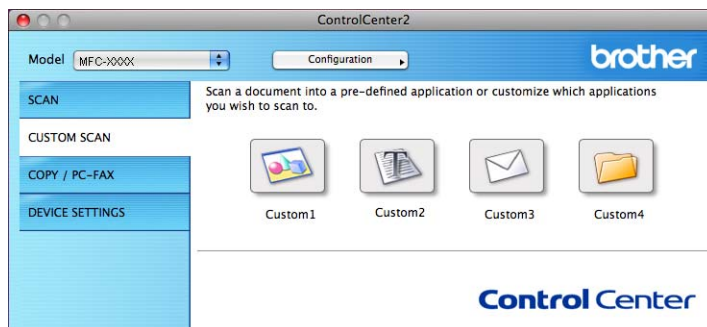 ControlCenter2
Model MFC-XXXX Configuration brother
SCAN
CUSTOM SCAN
COPY / PC-FAX
DEVICE SETTINGS
Scan a document into a pre-defined application or customize which applications
you wish to scan to.
Custom1 Custom2 Custom3 Custom4
Control Center